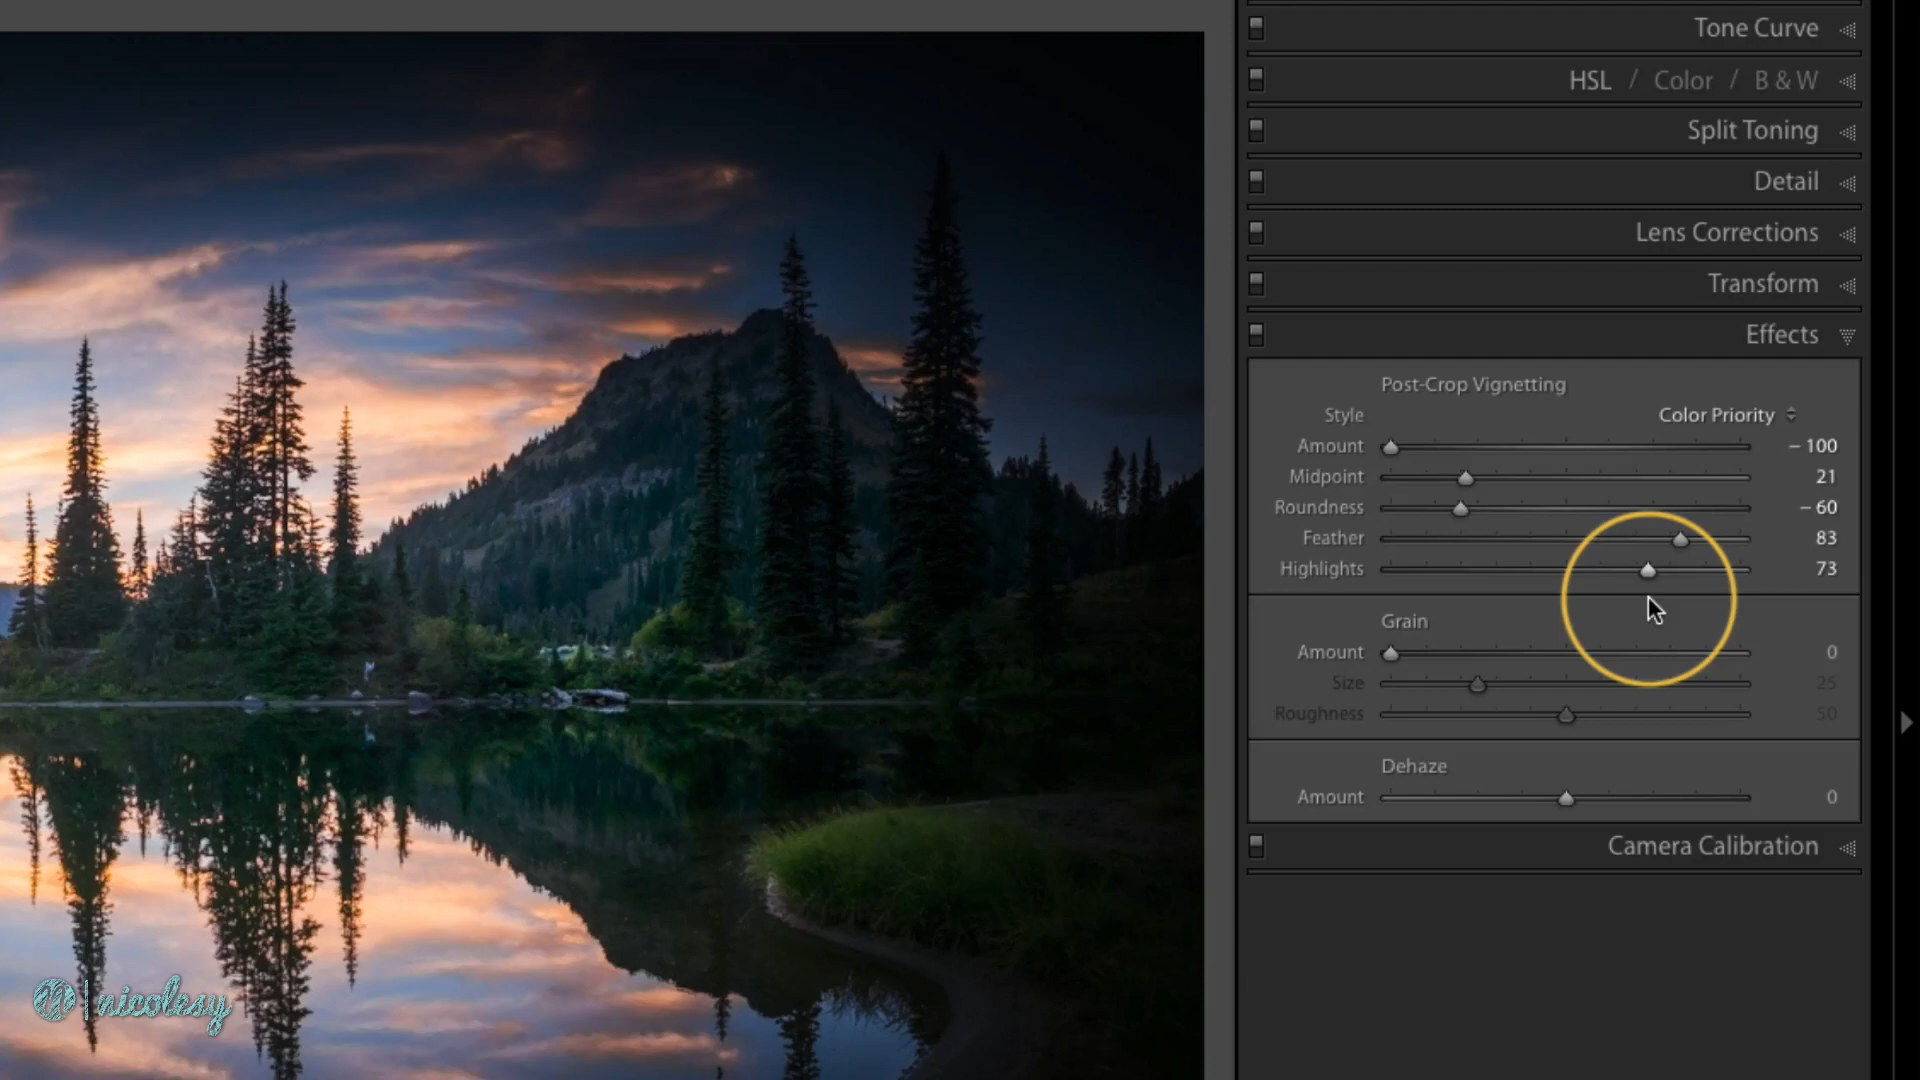 Tone Curve
HSL / Color / B & W
Split Toning
Detail
Lens Corrections
Transform
Effects
Post-Crop Vignetting
Style Color Priority
Amount - 100
Midpoint 21
Roundness - 60
Feather 83
Highlights 73
Grain
Amount 0
Size 25
Roughness 50
Dehaze
Amount 0
Camera Calibration
nicolesy